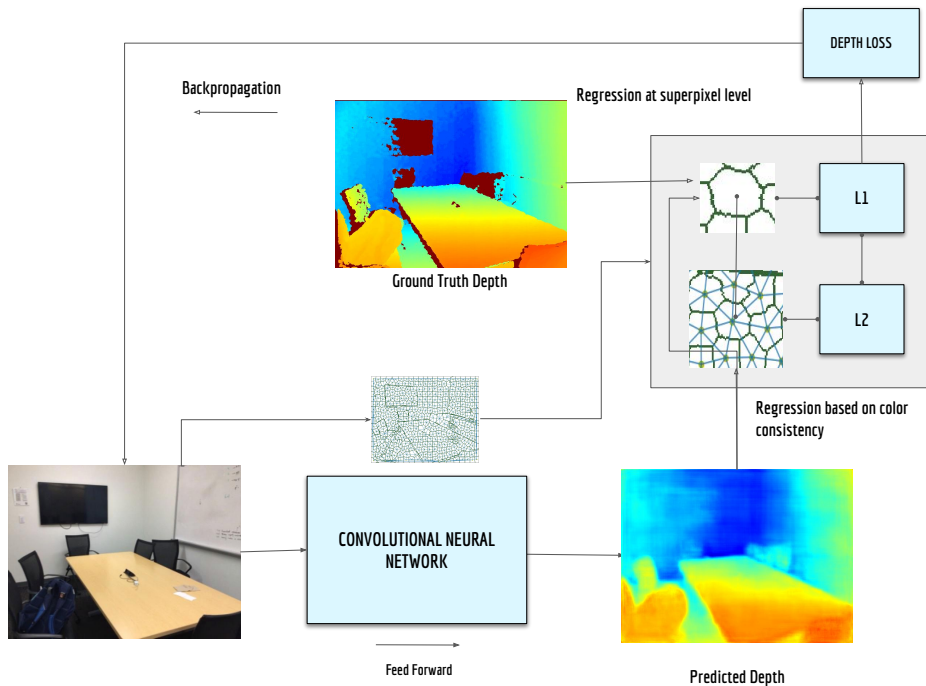 DEPTH LOSS
Backpropagation
Regression at superpixel level
L1
Ground Truth Depth
L2
Regression based on color
consistency
CONVOLUTIONAL NEURAL
NETWORK
Feed Forward
Predicted Depth